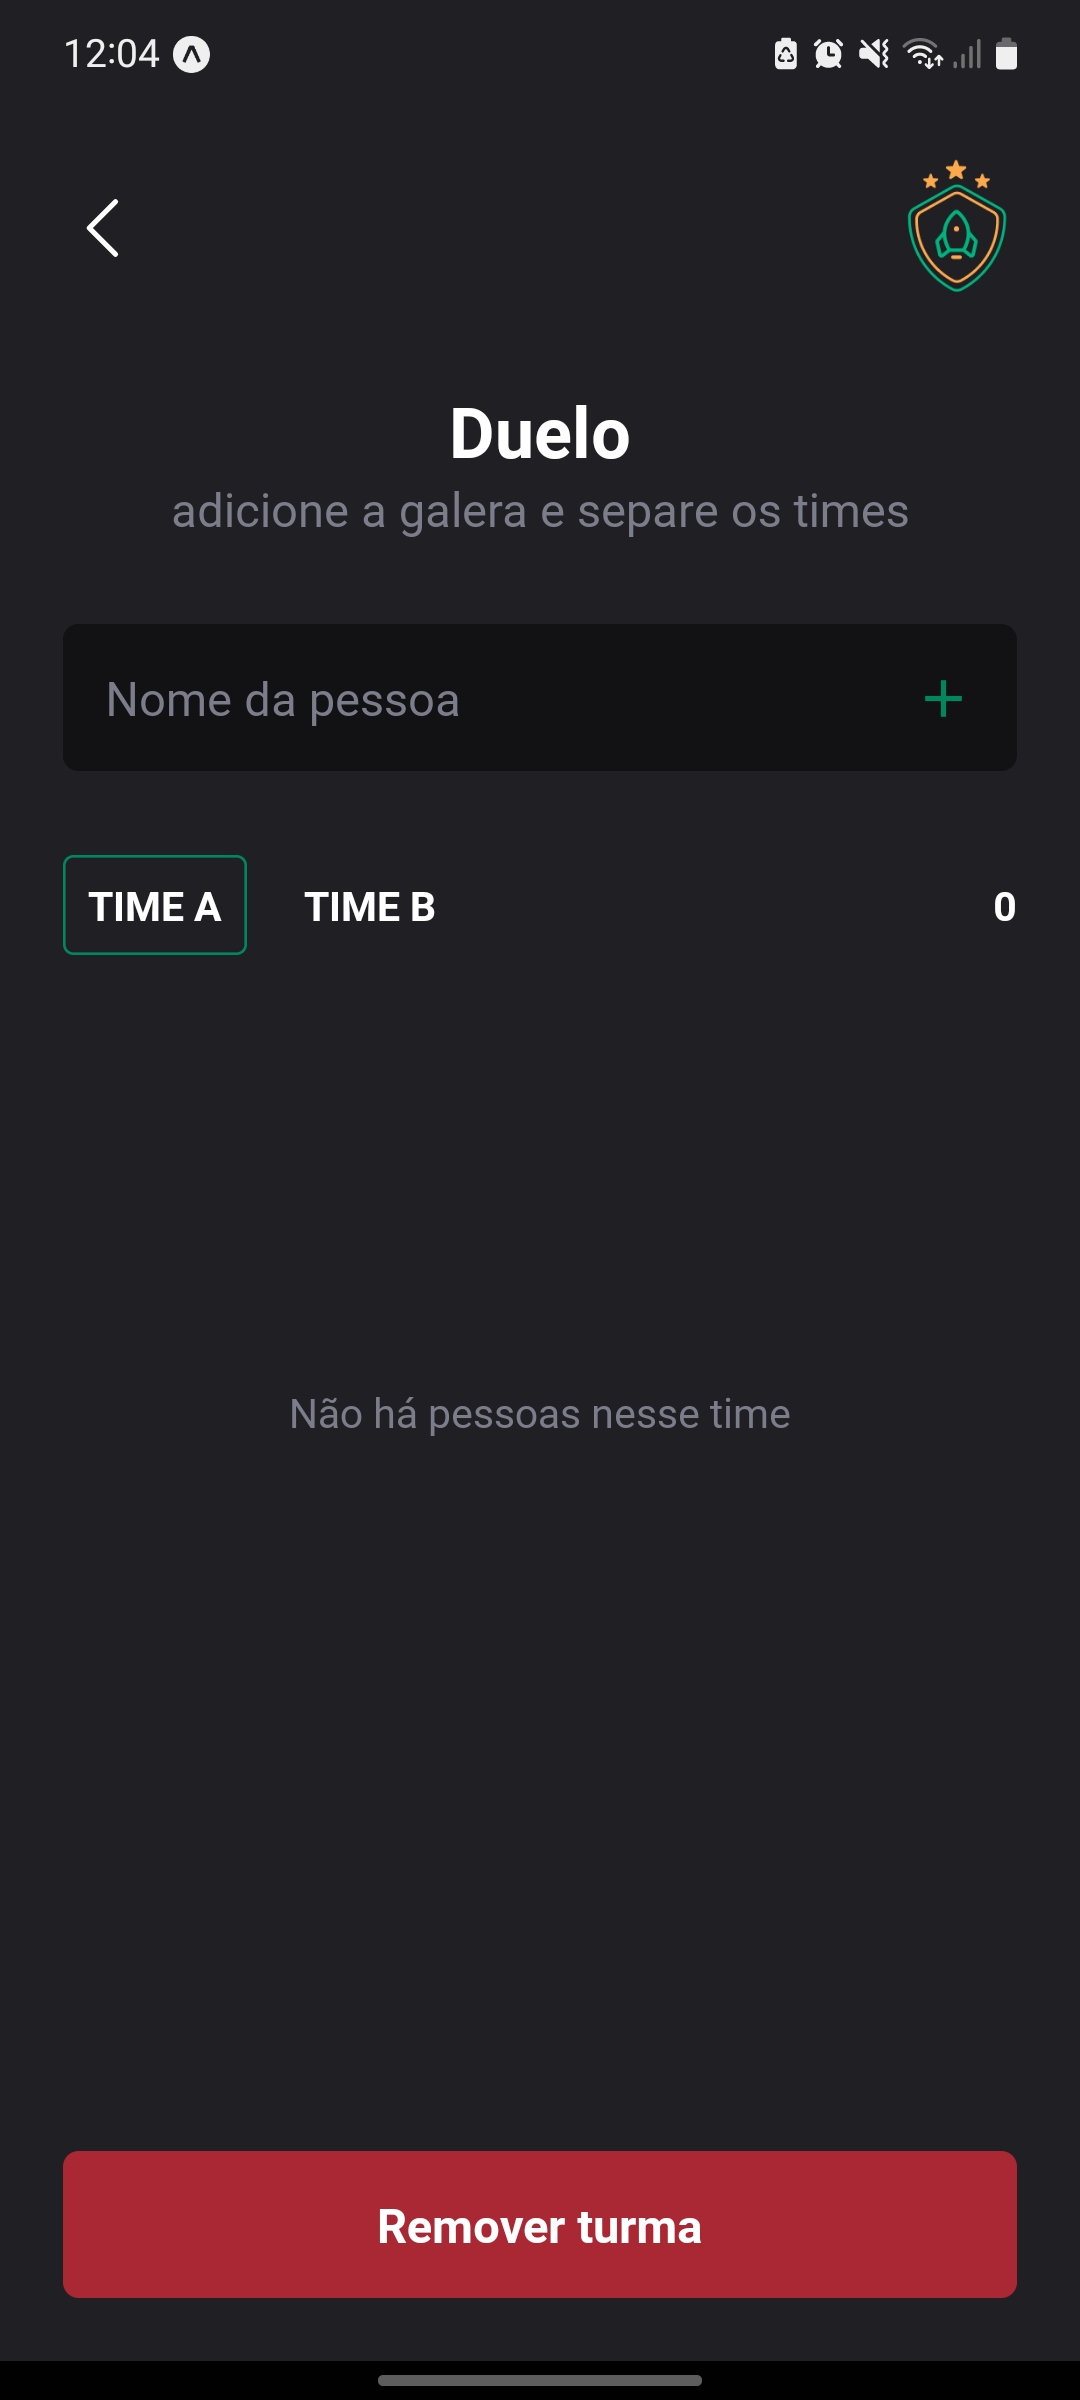 12:04
Duelo
adicione a galera e separe os times
Nome da pessoa
TIME A TIME B 0
Não há pessoas nesse time
Remover turma